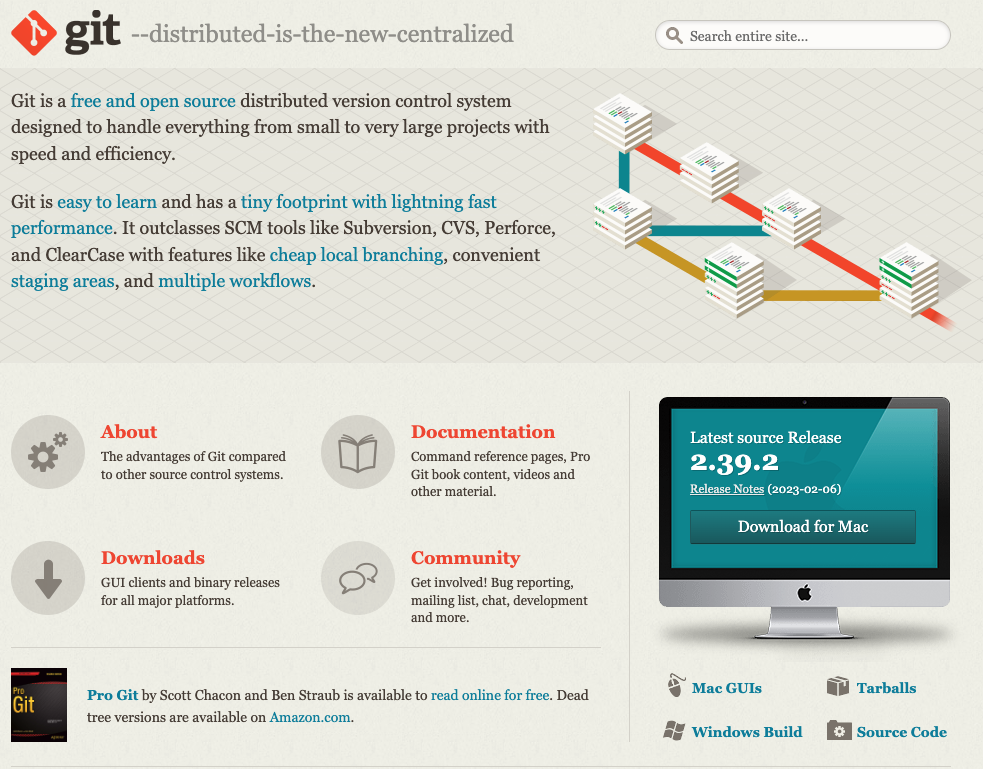 git --distributed-is-the-new-centralized
Search entire site...
Git is a free and open source distributed version control system
designed to handle everything from small to very large projects with
speed and efficiency.
Git is easy to learn and has a tiny footprint with lightning fast
performance. It outclasses SCM tools like Subversion, CVS, Perforce,
and ClearCase with features like cheap local branching, convenient
staging areas, and multiple workflows.
About
The advantages of Git compared
to other source control systems.
Documentation
Command reference pages, Pro
Git book content, videos and
other material.
Downloads
GUI clients and binary releases
for all major platforms.
Community
Get involved! Bug reporting,
mailing list, chat, development
and more.
Pro
Git
Pro Git by Scott Chacon and Ben Straub is available to read online for free. Dead
tree versions are available on Amazon.com.
Latest source Release
2.39.2
Release Notes (2023-02-06)
Download for Mac
Mac GUIs
Tarballs
Windows Build
Source Code